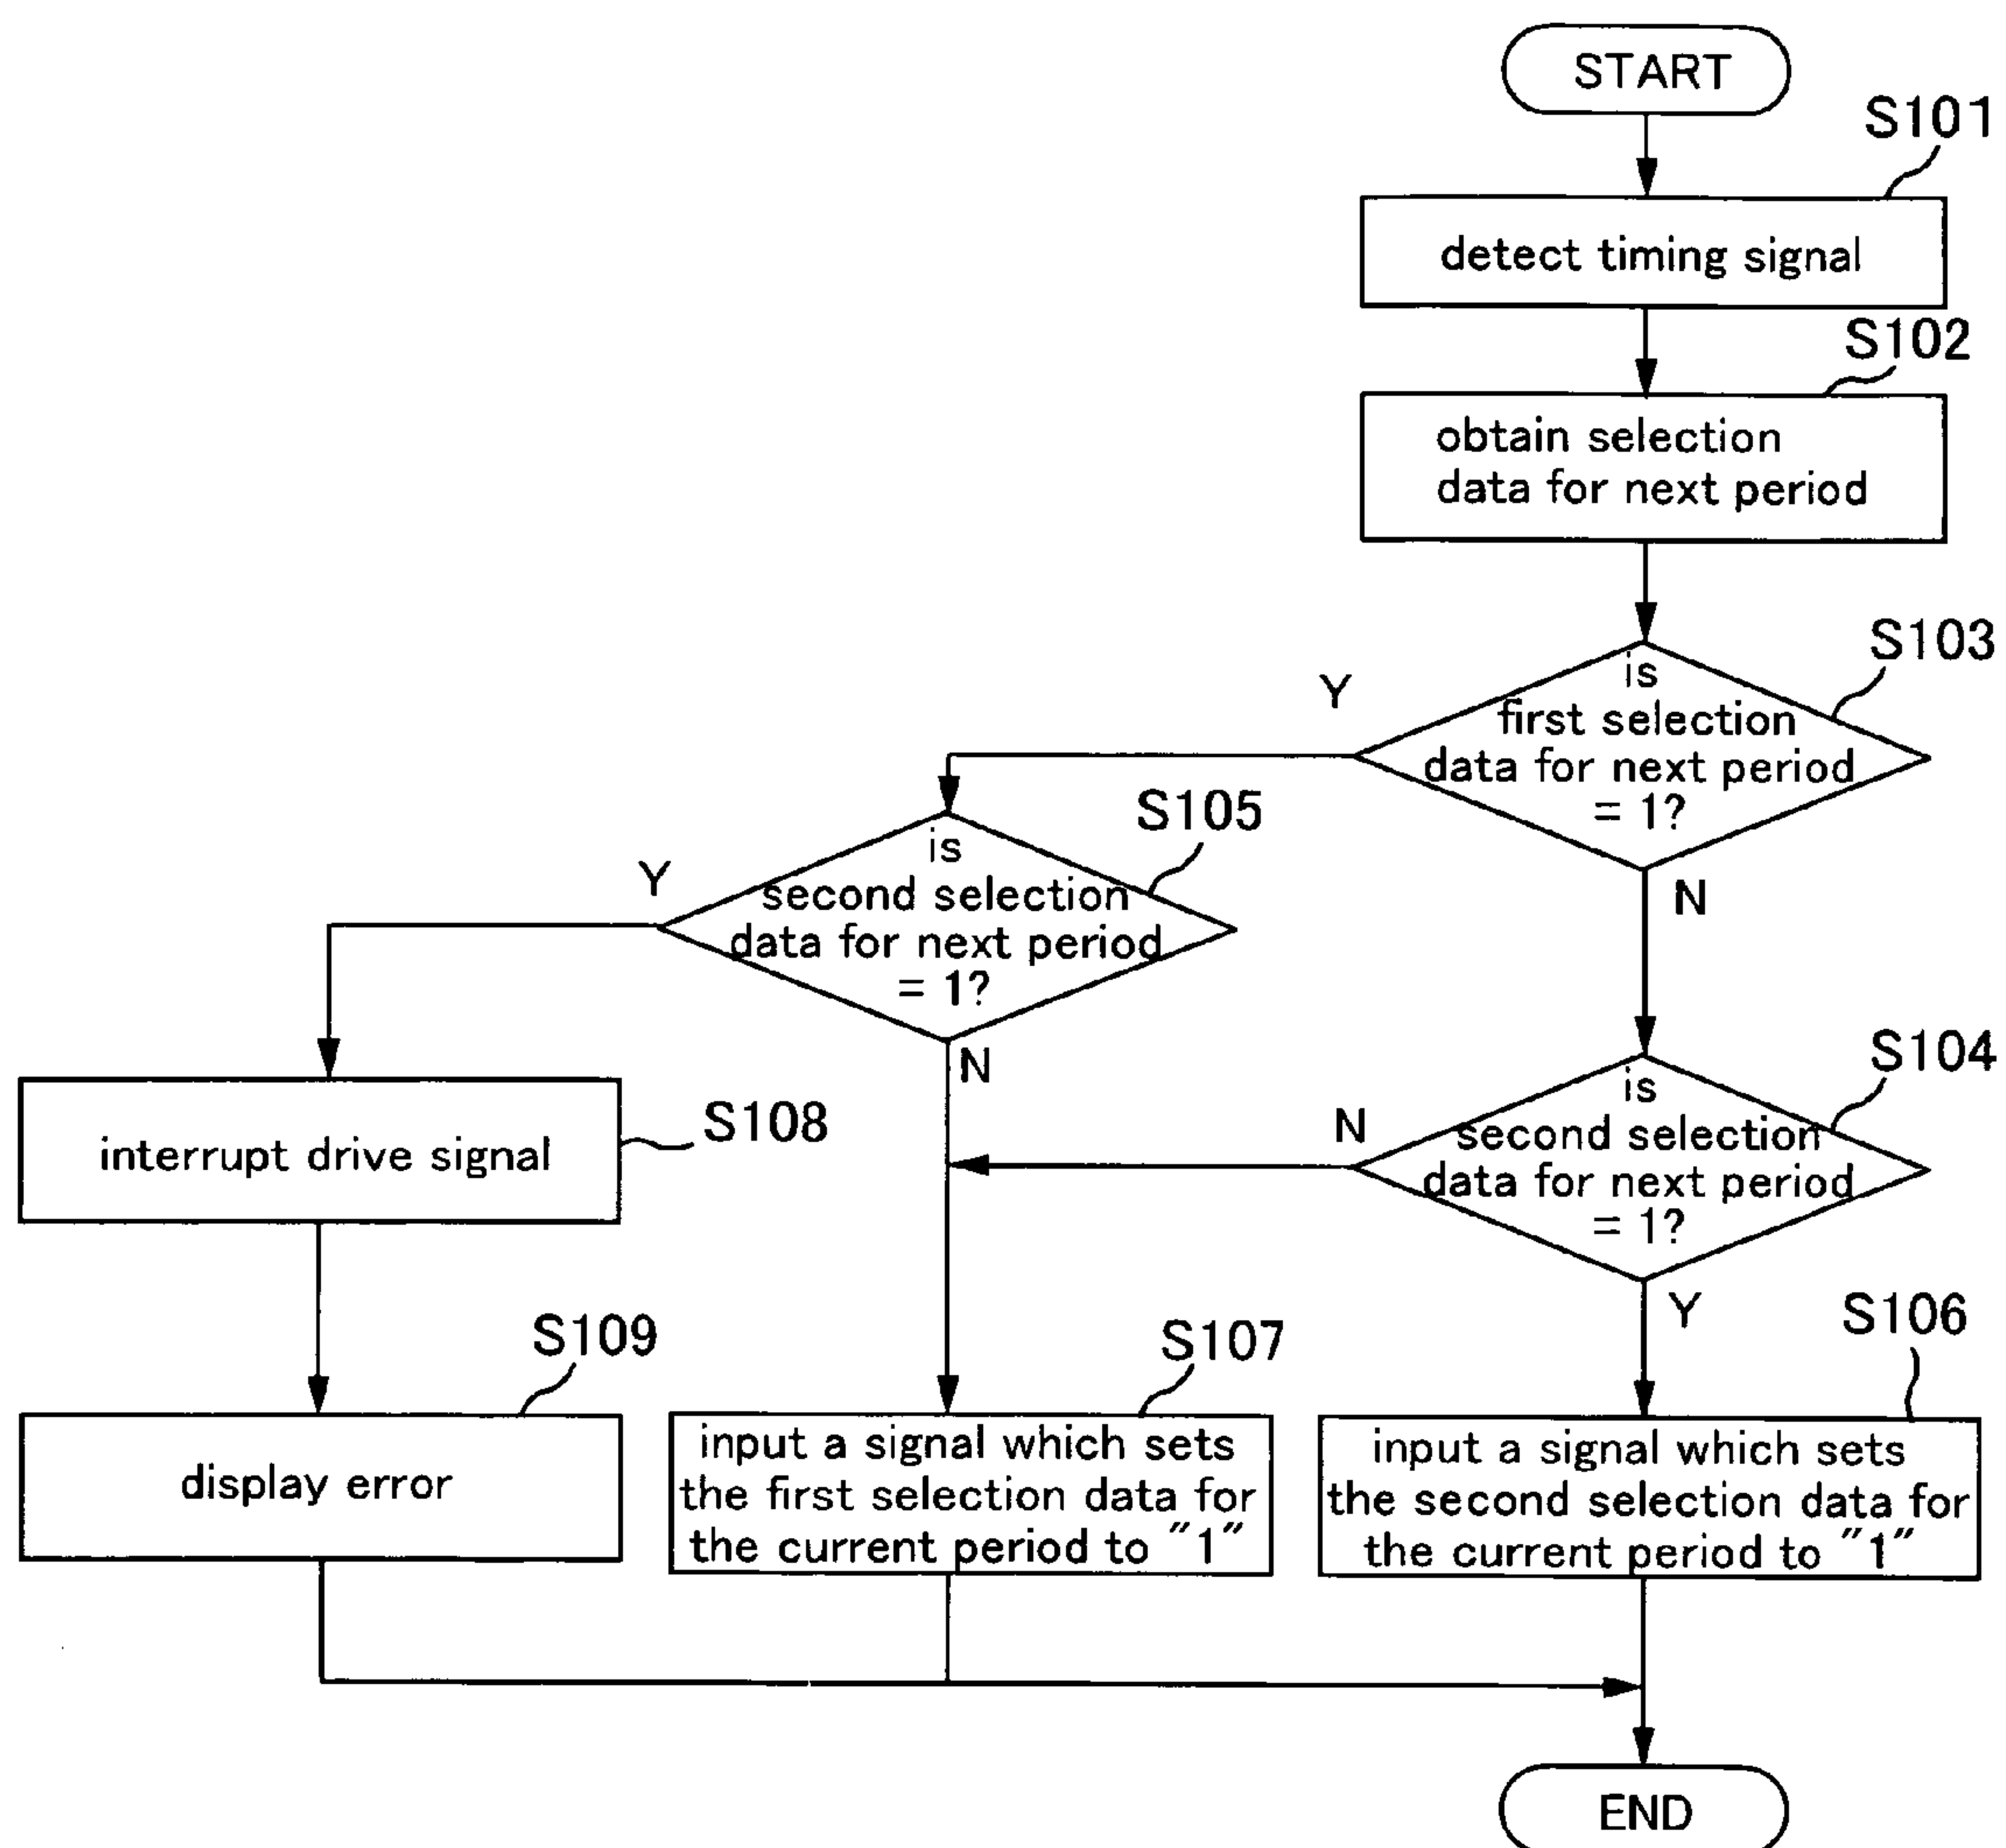 START
S101
detect timing signal
S102
obtain selection
data for next period
S103
is
first selection
data for next period
= 1?
Y
N
S105
is
second selection
data for next period
= 1?
Y
N
S104
is
second selection
data for next period
= 1?
N
Y
interrupt drive signal
S108
S109
display error
S107
input a signal which sets
the first selection data for
the current period to "1"
S106
input a signal which sets
the second selection data for
the current period to "1"
END